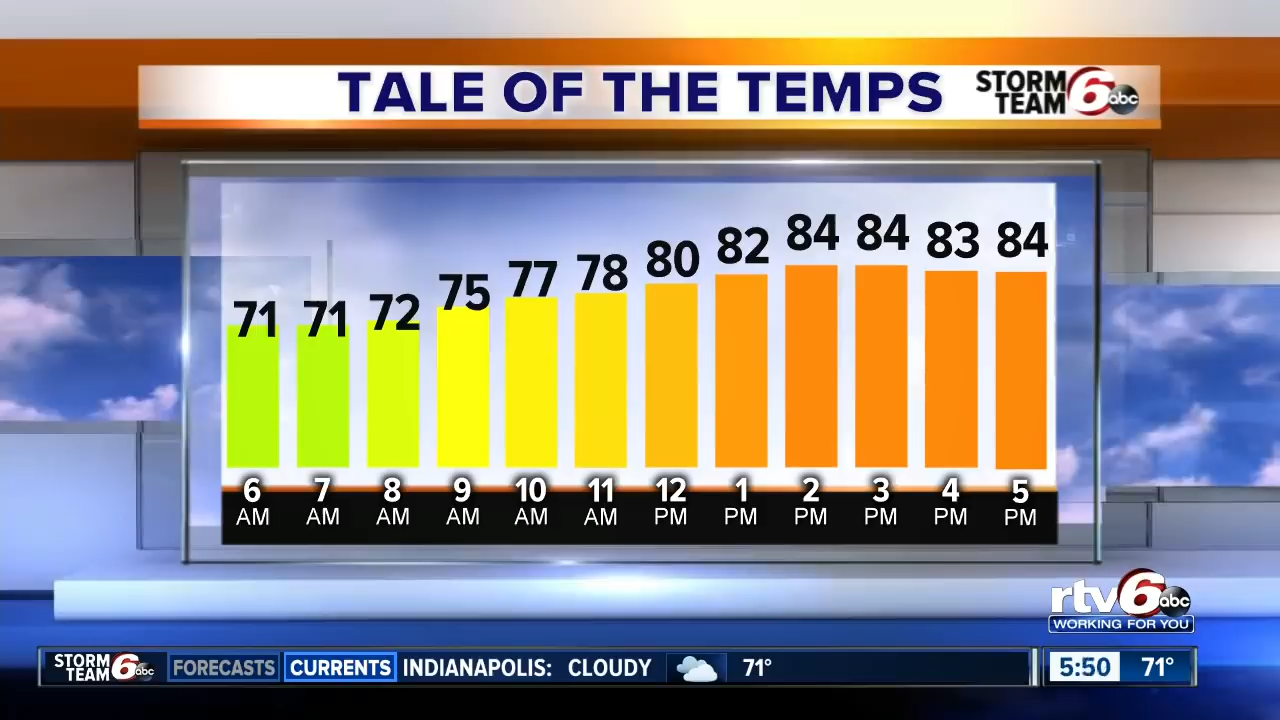 TALE OF THE TEMPS
STORM TEAM 6 abc
71 71 72 75 77 78 80 82 84 84 83 84
6 7 8 9 10 11 12 1 2 3 4 5
AM AM AM AM AM AM PM PM PM PM PM PM
rtv6 abc
WORKING FOR YOU
STORM TEAM 6 abc FORECASTS CURRENTS INDIANAPOLIS: CLOUDY 71° 5:50 71°